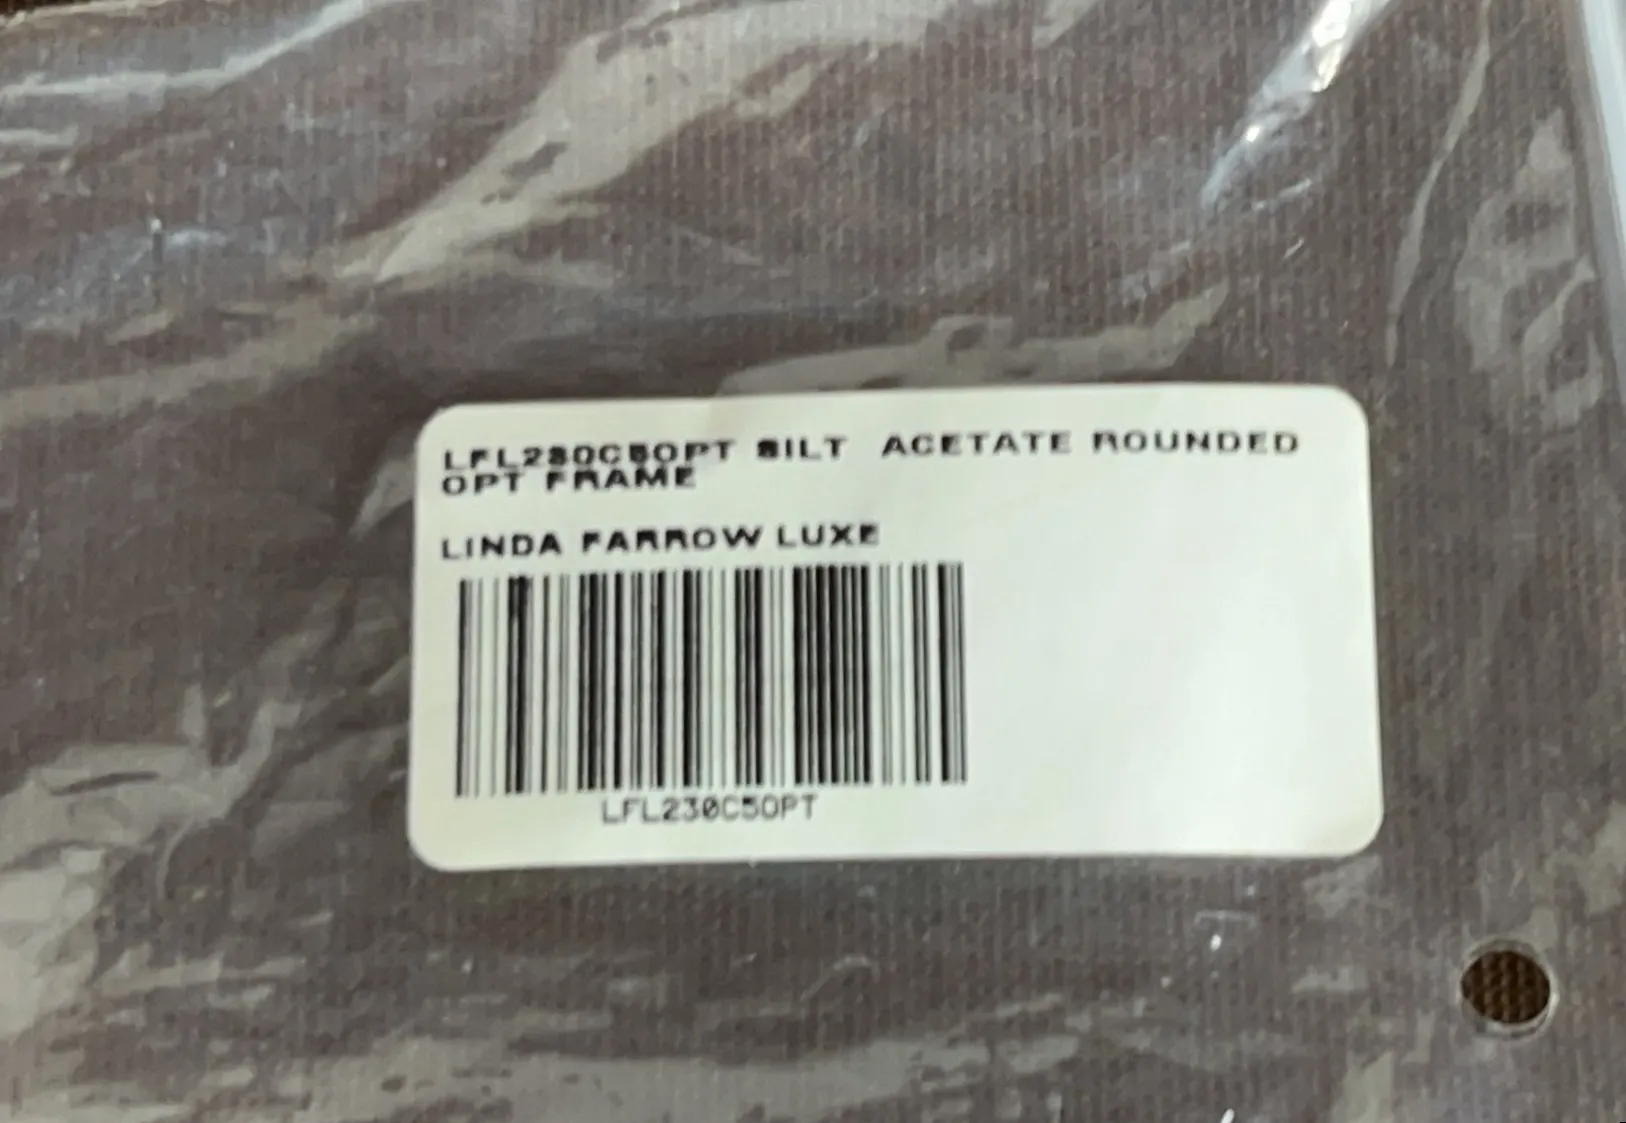 LFL230C5OPT SILT ACETATE ROUNDED
OPT FRAME
LINDA FARROW LUXE
LFL230C5OPT